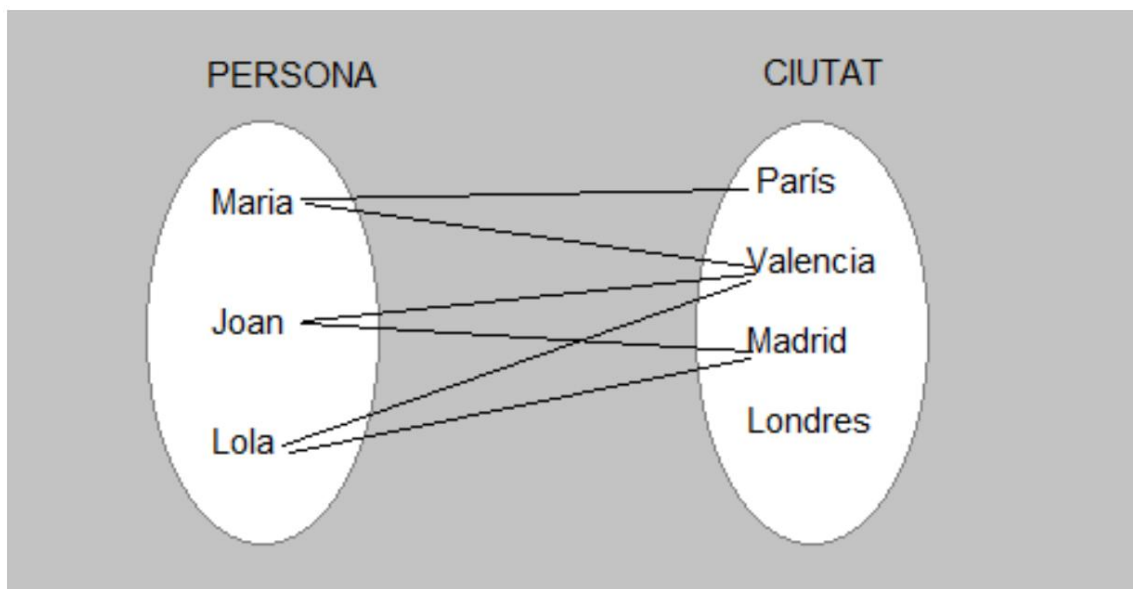 PERSONA
CIUTAT
Maria
Joan
Lola
París
Valencia
Madrid
Londres